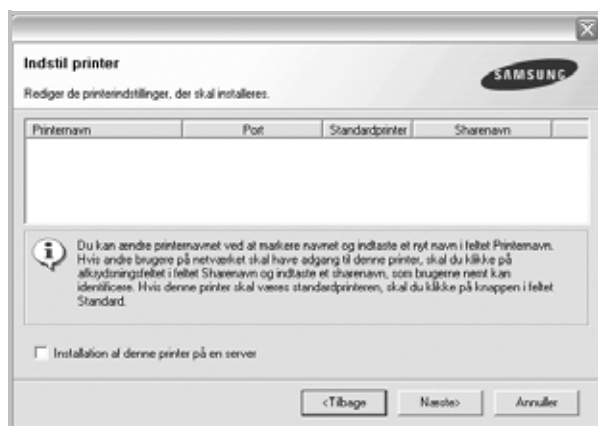 Indstil printer
Rediger de printerindstillinger, der skal installeres.
SAMSUNG
Printernavn Port Standardprinter Sharenavn
Du kan ændre printernavnet ved at markere navnet og indtaste et nyt navn i feltet Printernavn.
Hvis andre brugere på netværket skal have adgang til denne printer, skal du klikke på
afkrydsningsfeltet i feltet Sharenavn og indtaste et sharenavn, som brugerne nemt kan
identificere. Hvis denne printer skal væres standardprinteren, skal du klikke på knappen i feltet
Standard.
Installation af denne printer på en server
<Tilbage Næste> Annuller